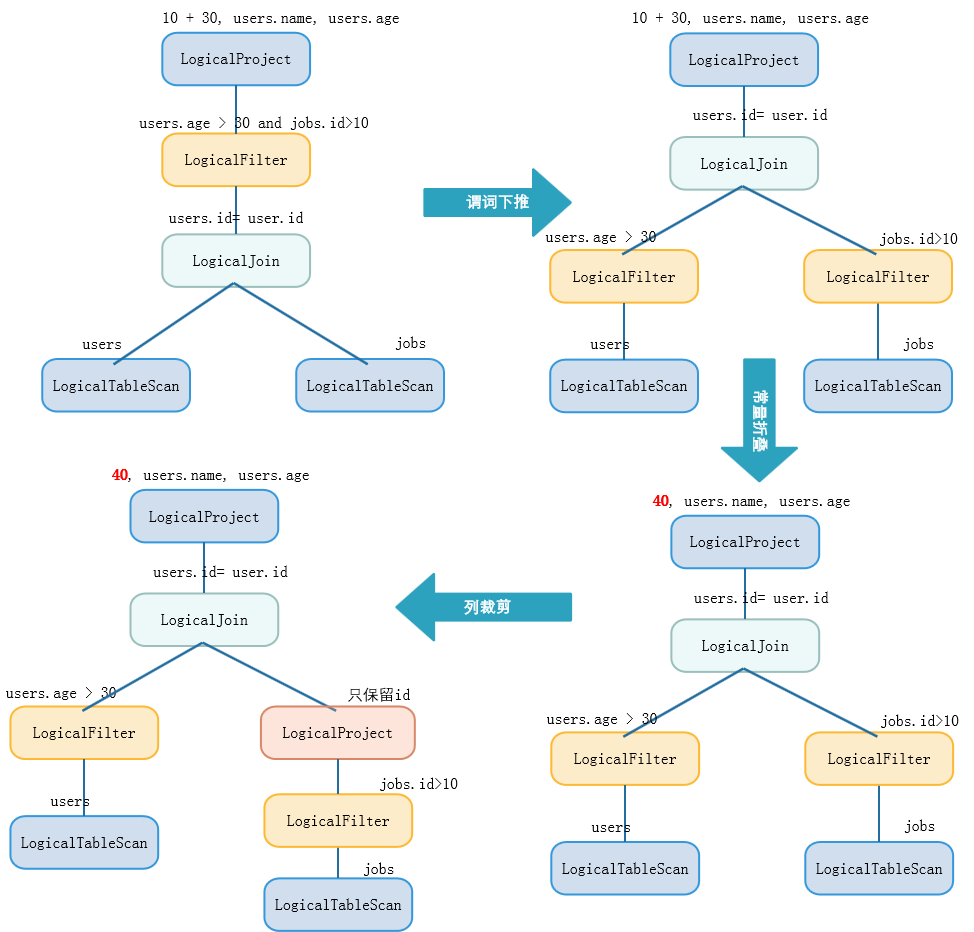 10 + 30, users.name, users.age
LogicalProject
users.age > 30 and jobs.id>10
LogicalFilter
users.id= user.id
LogicalJoin
users
jobs
LogicalTableScan
LogicalTableScan
谓词下推
10 + 30, users.name, users.age
LogicalProject
users.id= user.id
LogicalJoin
users.age > 30
jobs.id>10
LogicalFilter
LogicalFilter
users
jobs
LogicalTableScan
LogicalTableScan
常量折叠
40, users.name, users.age
LogicalProject
users.id= user.id
LogicalJoin
users.age > 30
jobs.id>10
LogicalFilter
LogicalFilter
users
jobs
LogicalTableScan
LogicalTableScan
列裁剪
40, users.name, users.age
LogicalProject
users.id= user.id
LogicalJoin
users.age > 30
只保留id
LogicalFilter
LogicalProject
jobs.id>10
users
LogicalFilter
LogicalTableScan
jobs
LogicalTableScan